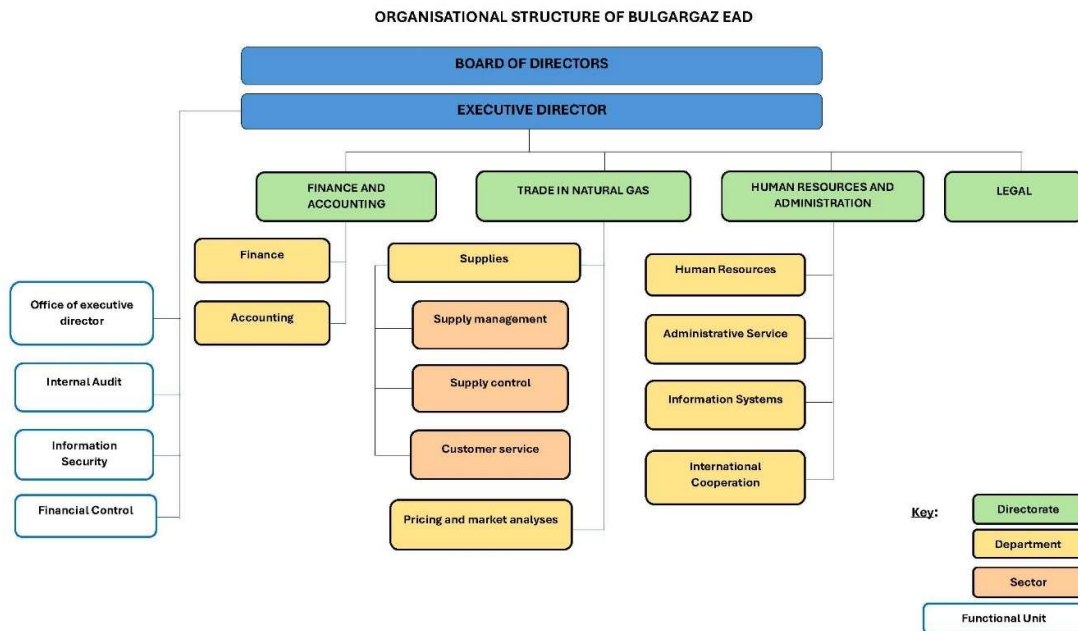 ORGANISATIONAL STRUCTURE OF BULGARGAZ EAD
BOARD OF DIRECTORS
EXECUTIVE DIRECTOR
FINANCE AND
ACCOUNTING
TRADE IN NATURAL GAS
HUMAN RESOURCES AND
ADMINISTRATION
LEGAL
Finance
Accounting
Supplies
Supply management
Supply control
Customer service
Pricing and market analyses
Human Resources
Administrative Service
Information Systems
International
Cooperation
Office of executive
director
Internal Audit
Information
Security
Financial Control
Key:
Directorate
Department
Sector
Functional Unit